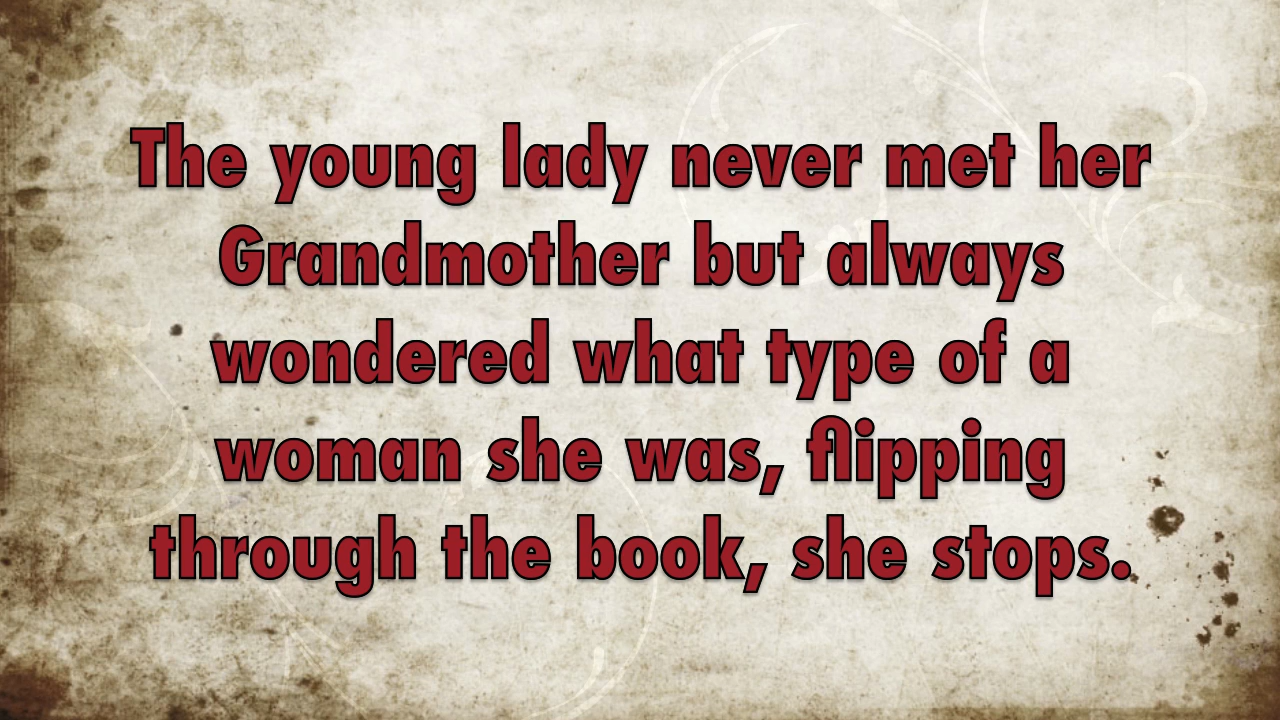 The young lady never met her
Grandmother but always
wondered what type of a
woman she was, flipping
through the book, she stops.